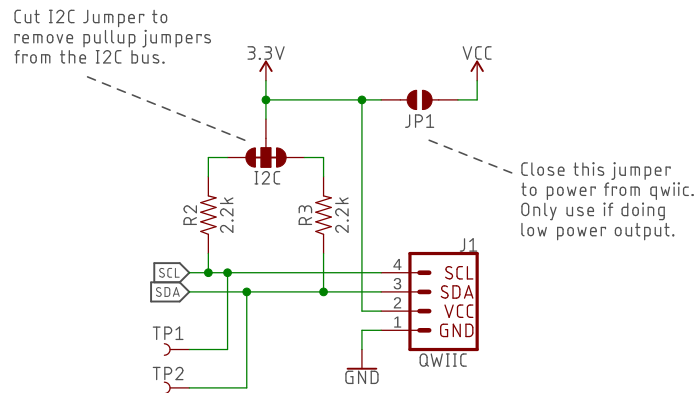 Cut I2C Jumper to
remove pullup jumpers
from the I2C bus.
3.3V
VCC
JP1
I2C
Close this jumper
to power from qwiic.
Only use if doing
low power output.
R2
2.2k
R3
2.2k
J1
SCL
SDA
4
SCL
3
SDA
2
VCC
1
GND
TP1
TP2
GND
QWIIC